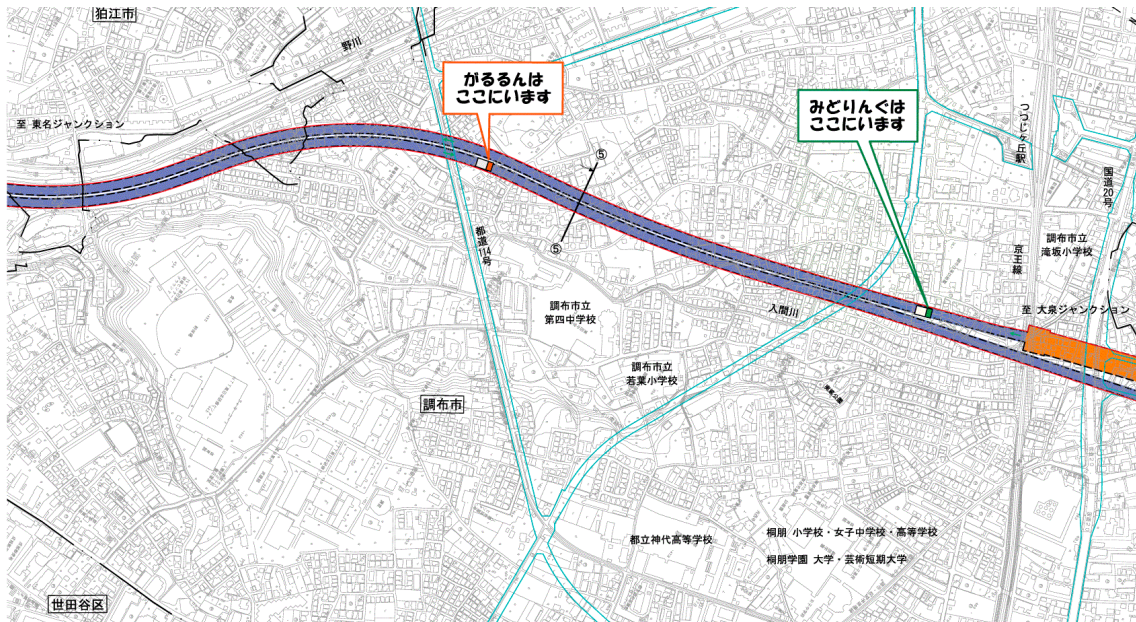 狛江市
野川
がるるんは
ここにいます
みどりんぐは
ここにいます
至 東名ジャンクション
つつじヶ丘駅
国道20号
⑤
⑤
都道114号
京王線
調布市立
滝坂小学校
調布市立
第四中学校
入間川
至 大泉ジャンクション
調布市立
若葉小学校
調布市
都立神代高等学校
桐朋 小学校・女子中学校・高等学校
桐朋学園 大学・芸術短期大学
世田谷区